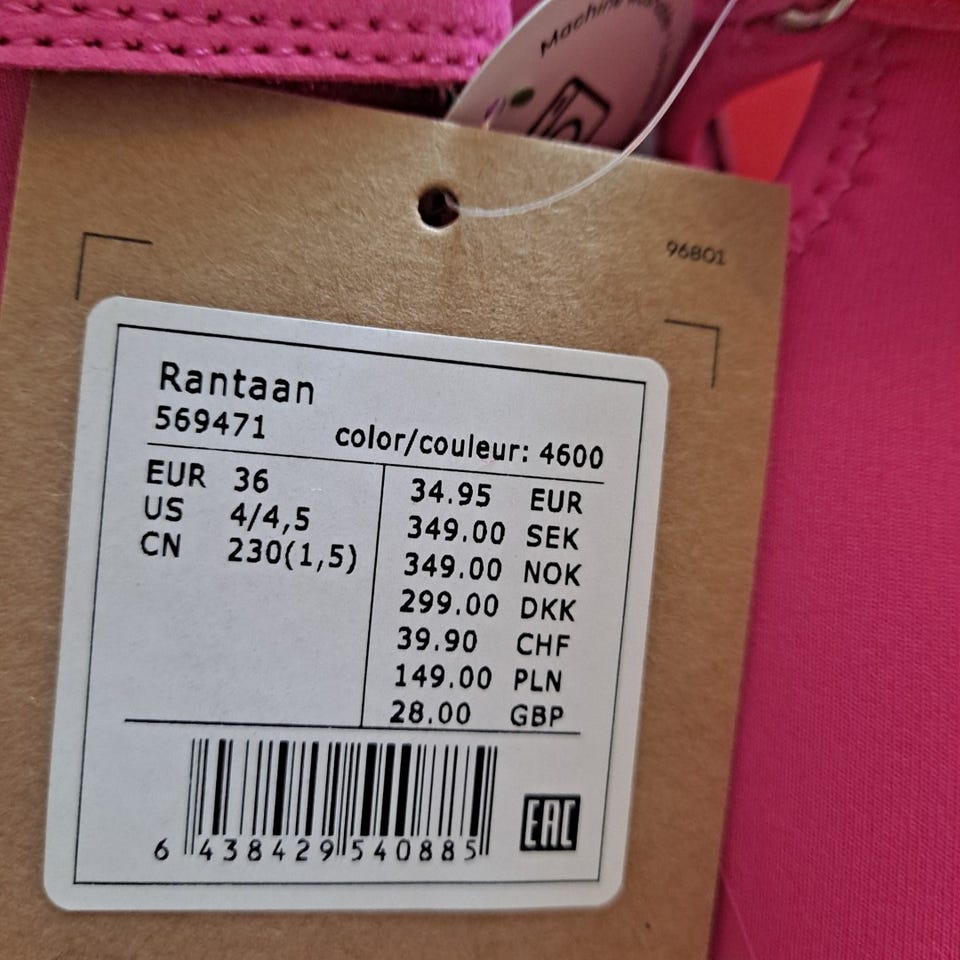 Machine
96801
Rantaan
569471 color/couleur: 4600
EUR 36
US 4/4,5
CN 230(1,5)
34.95 EUR
349.00 SEK
349.00 NOK
299.00 DKK
39.90 CHF
149.00 PLN
28.00 GBP
6 438429 540885
EAC